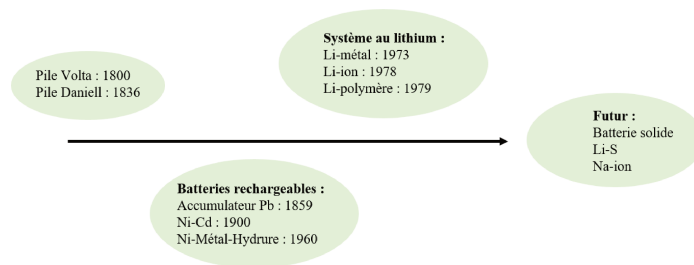 Pile Volta : 1800
Pile Daniell : 1836
Système au lithium :
Li-métal : 1973
Li-ion : 1978
Li-polymère : 1979
Batteries rechargeables :
Accumulateur Pb : 1859
Ni-Cd : 1900
Ni-Métal-Hydrure : 1960
Futur :
Batterie solide
Li-S
Na-ion